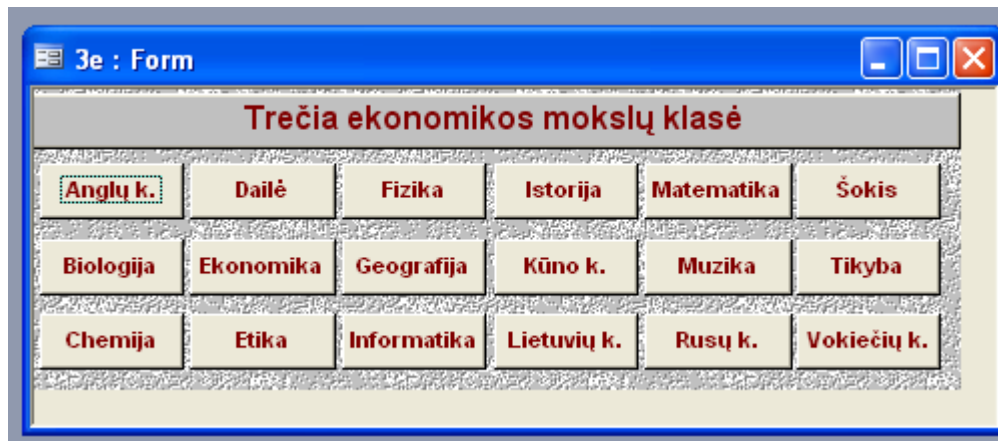 3e : Form
Trečia ekonomikos mokslų klasė
Anglų k. Dailė Fizika Istorija Matematika Šokis
Biologija Ekonomika Geografija Kūno k. Muzika Tikyba
Chemija Etika Informatika Lietuvių k. Rusų k. Vokiečių k.